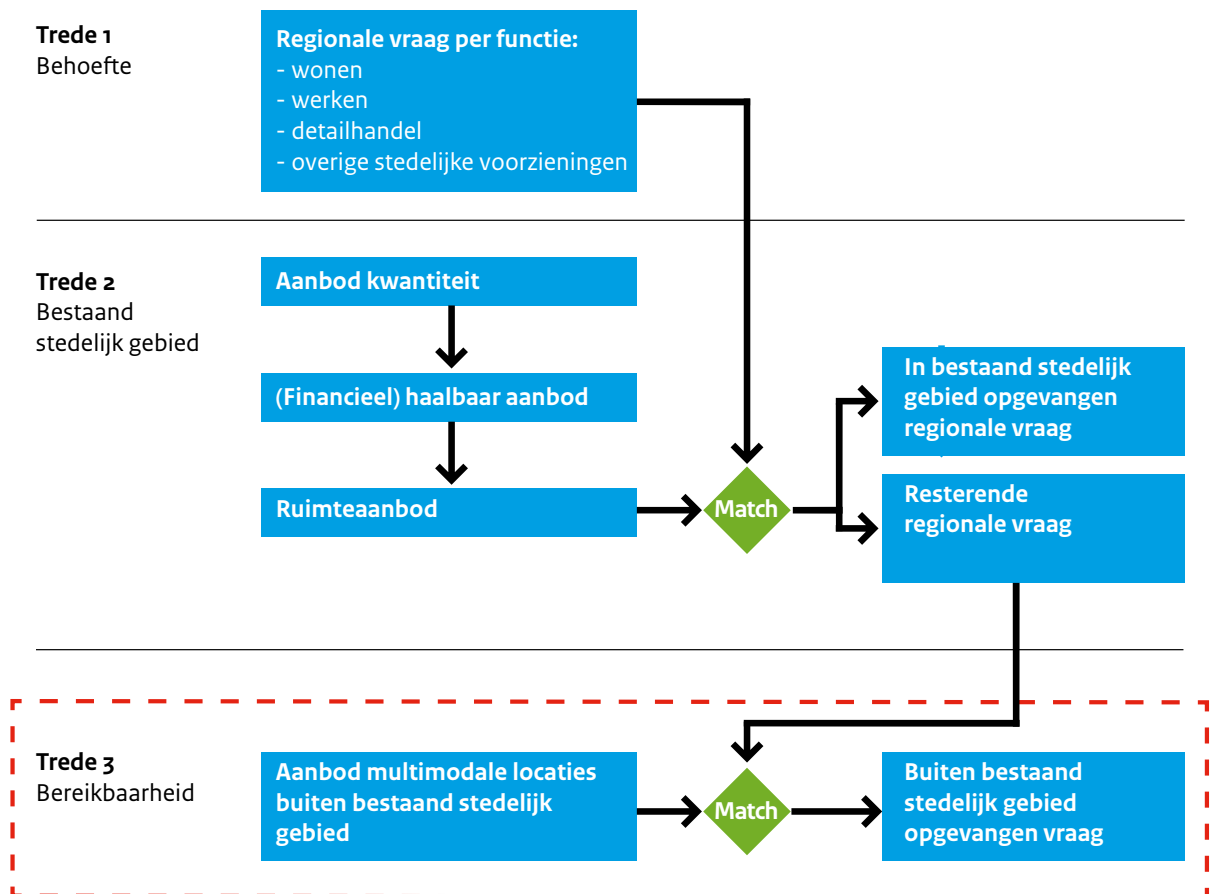 Trede 1
Behoefte
Regionale vraag per functie:
- wonen
- werken
- detailhandel
- overige stedelijke voorzieningen
Trede 2
Bestaand
stedelijk gebied
Aanbod kwantiteit
(Financieel) haalbaar aanbod
Ruimteaanbod
Match
In bestaand stedelijk
gebied opgevangen
regionale vraag
Resterende
regionale vraag
Trede 3
Bereikbaarheid
Aanbod multimodale locaties
buiten bestaand stedelijk
gebied
Match
Buiten bestaand
stedelijk gebied
opgevangen vraag